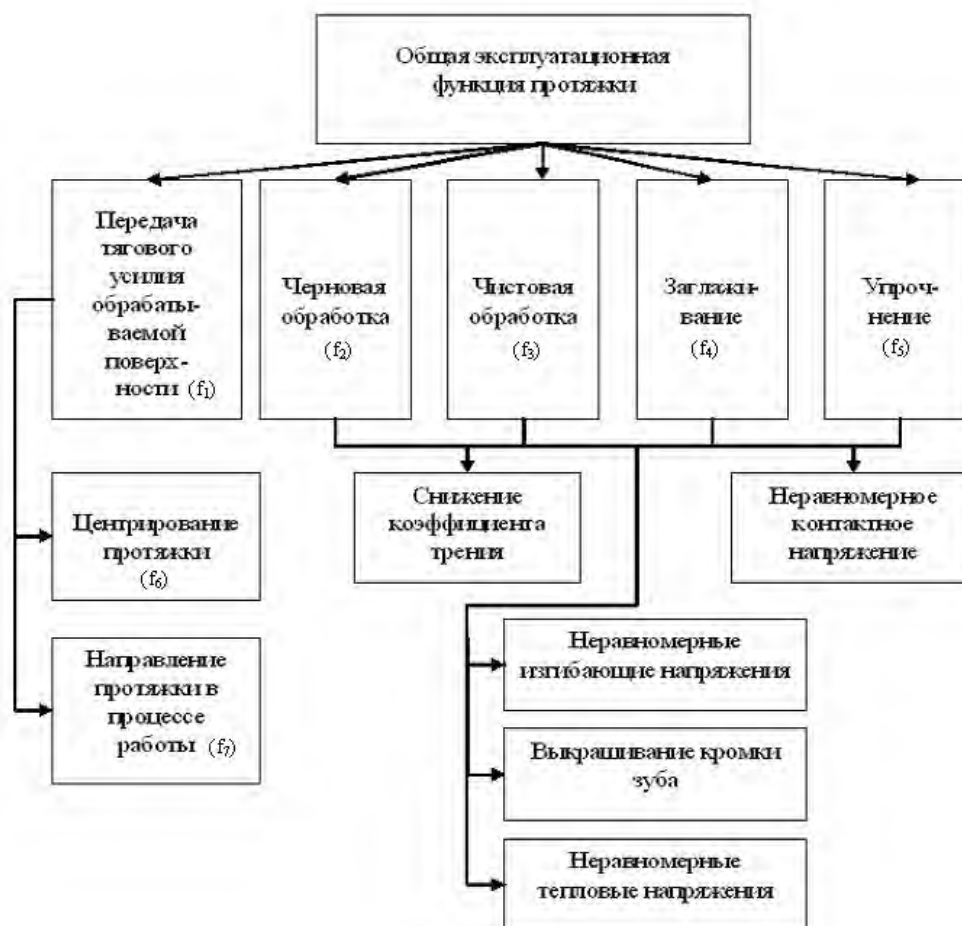 Общая эксплуатационная
функция протяжки
Передача
тягового
усилия
обрабаты-
ваемой
поверх-
ности (f₁)
Черновая
обработка
(f₂)
Чистовая
обработка
(f₃)
Заглажи-
вание
(f₄)
Упроч-
нение
(f₅)
Центрирование
протяжки
(f₆)
Снижение
коэффициента
трения
Неравномерное
контактное
напряжение
Направление
протяжки в
процессе
работы (f₇)
Неравномерные
изгибающие напряжения
Выкрашивание кромки
зуба
Неравномерные
тепловые напряжения